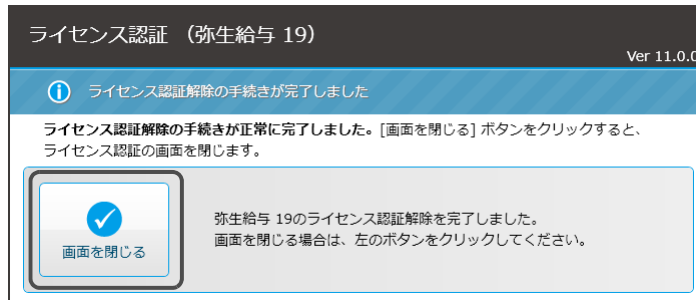 ライセンス認証 （弥生給与 19）
Ver 11.0.0
ライセンス認証解除の手続きが完了しました
ライセンス認証解除の手続きが正常に完了しました。[画面を閉じる] ボタンをクリックすると、
ライセンス認証の画面を閉じます。
弥生給与 19のライセンス認証解除を完了しました。
画面を閉じる場合は、左のボタンをクリックしてください。
画面を閉じる